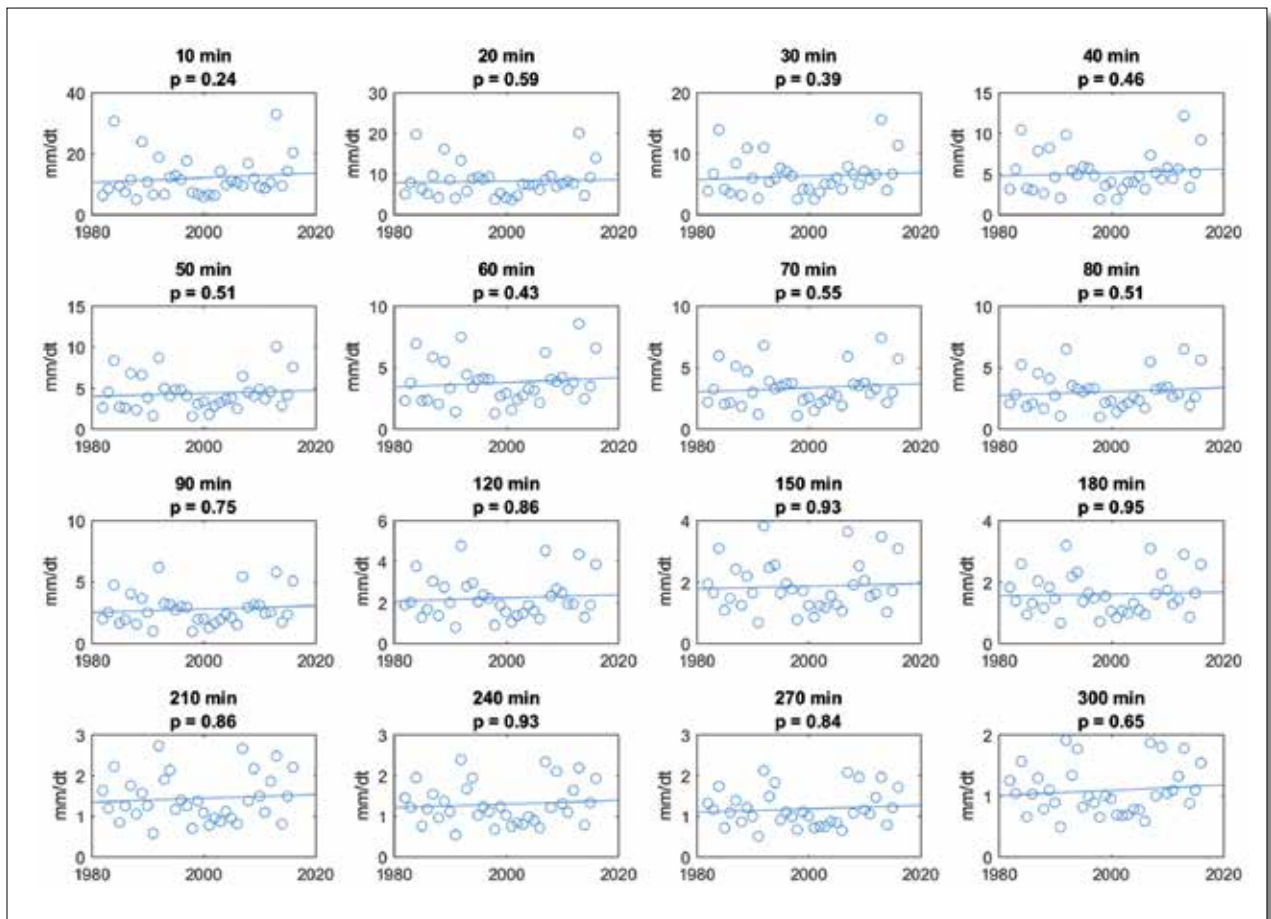 10 min
p = 0.24
20 min
p = 0.59
30 min
p = 0.39
40 min
p = 0.46
mm/dt
40
20
0
1980
2000
2020
mm/dt
30
20
10
0
1980
2000
2020
mm/dt
20
10
0
1980
2000
2020
mm/dt
15
10
5
0
1980
2000
2020
50 min
p = 0.51
60 min
p = 0.43
70 min
p = 0.55
80 min
p = 0.51
mm/dt
15
10
5
0
1980
2000
2020
mm/dt
10
5
0
1980
2000
2020
mm/dt
10
5
0
1980
2000
2020
mm/dt
10
5
0
1980
2000
2020
90 min
p = 0.75
120 min
p = 0.86
150 min
p = 0.93
180 min
p = 0.95
mm/dt
10
5
0
1980
2000
2020
mm/dt
6
4
2
0
1980
2000
2020
mm/dt
4
2
0
1980
2000
2020
mm/dt
4
2
0
1980
2000
2020
210 min
p = 0.86
240 min
p = 0.93
270 min
p = 0.84
300 min
p = 0.65
mm/dt
3
2
1
0
1980
2000
2020
mm/dt
3
2
1
0
1980
2000
2020
mm/dt
3
2
1
0
1980
2000
2020
mm/dt
2
1
0
1980
2000
2020